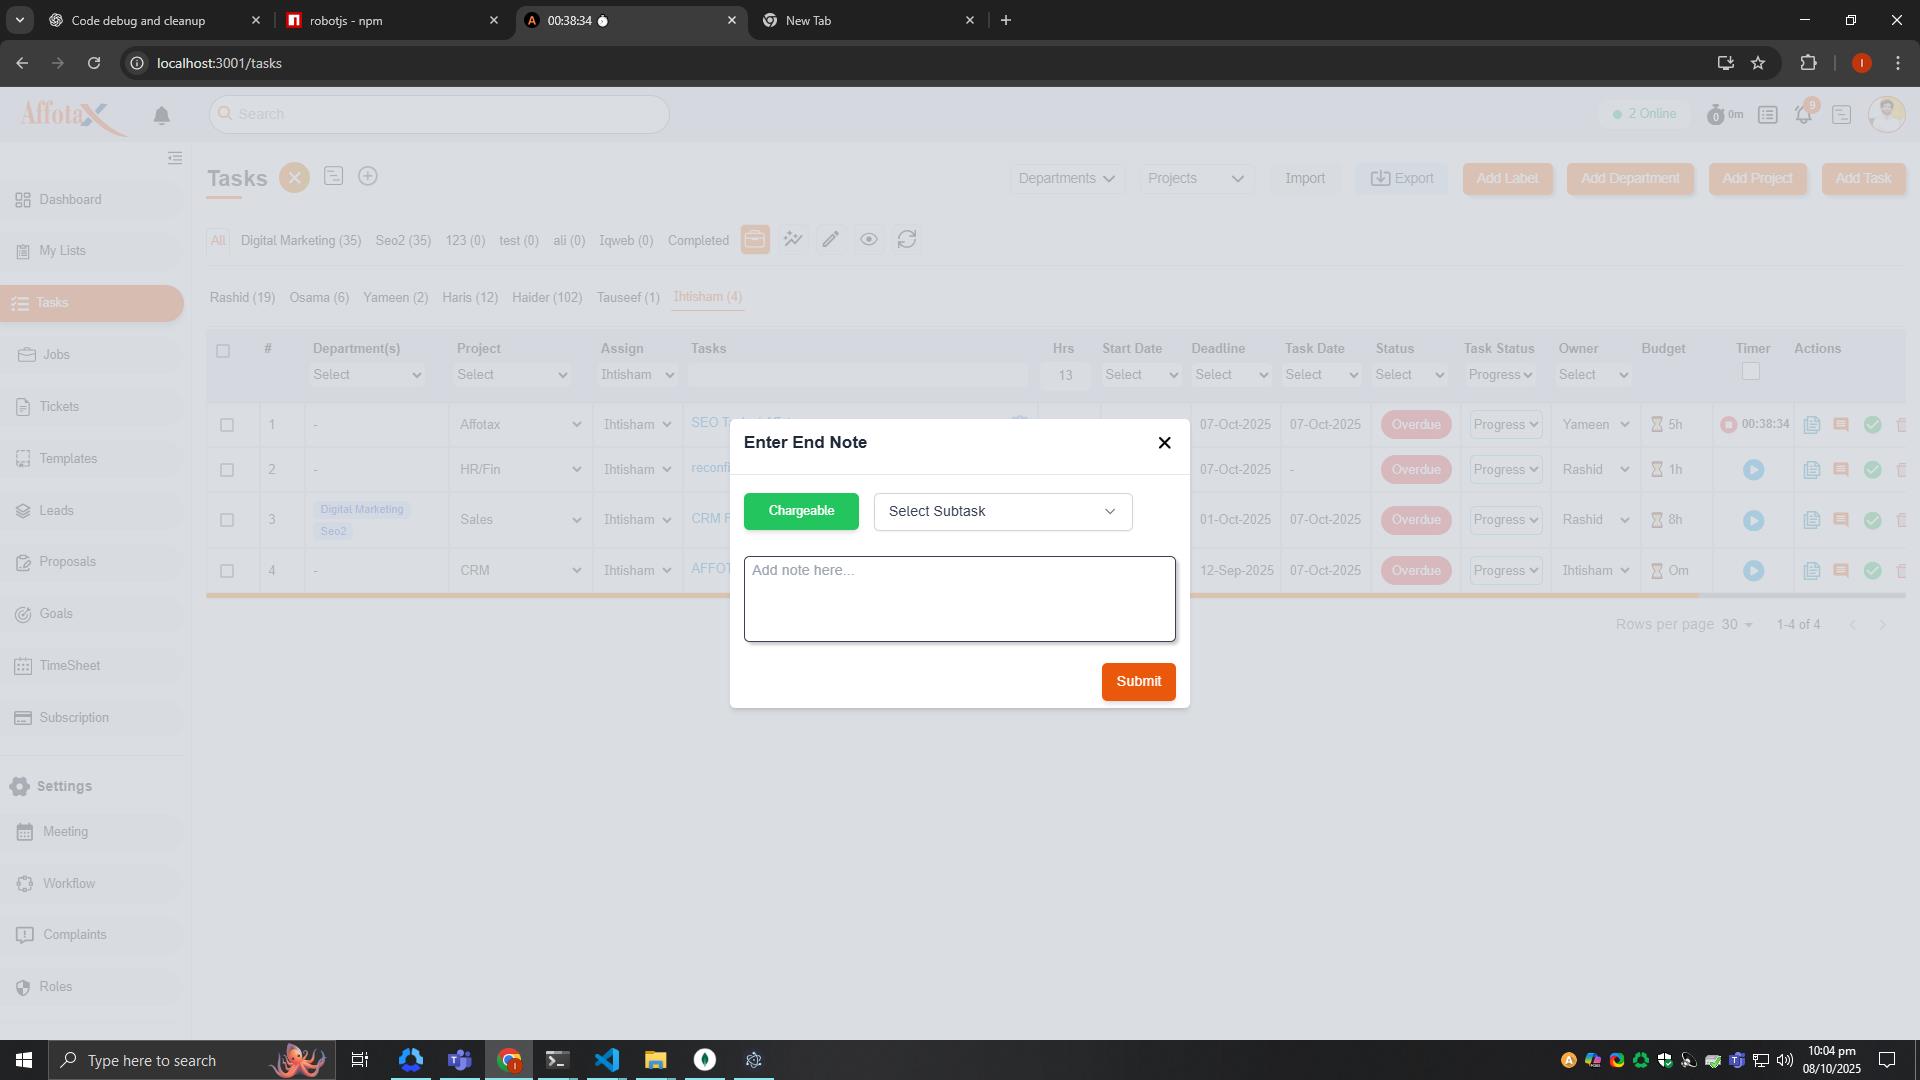 Code debug and cleanup
robotjs - npm
00:38:34
New Tab
localhost:3001/tasks
AffotaX
Search
2 Online
0
0m
9
Tasks
Departments
Projects
Import
Export
Add Label
Add Department
Add Project
Add Task
All
Digital Marketing (35)
Seo2 (35)
123 (0)
test (0)
ali (0)
Iqweb (0)
Completed
Rashid (19)
Osama (6)
Yameen (2)
Haris (12)
Haider (102)
Tauseef (1)
Ihtisham (4)
#
Department(s)
Project
Assign
Tasks
Hrs
Start Date
Deadline
Task Date
Status
Task Status
Owner
Budget
Timer
Actions
Select
Select
Ihtisham
13
Select
Select
Select
Select
Progress
Select
1
-
Affotax
Ihtisham
07-Oct-2025
07-Oct-2025
Overdue
Progress
Yameen
5h
00:38:34
2
-
HR/Fin
Ihtisham
07-Oct-2025
-
Overdue
Progress
Rashid
1h
3
Digital Marketing
Seo2
Sales
Ihtisham
01-Oct-2025
07-Oct-2025
Overdue
Progress
Rashid
8h
4
-
CRM
Ihtisham
12-Sep-2025
07-Oct-2025
Overdue
Progress
Ihtisham
0m
Rows per page
30
1-4 of 4
Enter End Note
Chargeable
Select Subtask
Add note here...
Submit
Dashboard
My Lists
Tasks
Jobs
Tickets
Templates
Leads
Proposals
Goals
TimeSheet
Subscription
Settings
Meeting
Workflow
Complaints
Roles
Type here to search
10:04 pm
08/10/2025